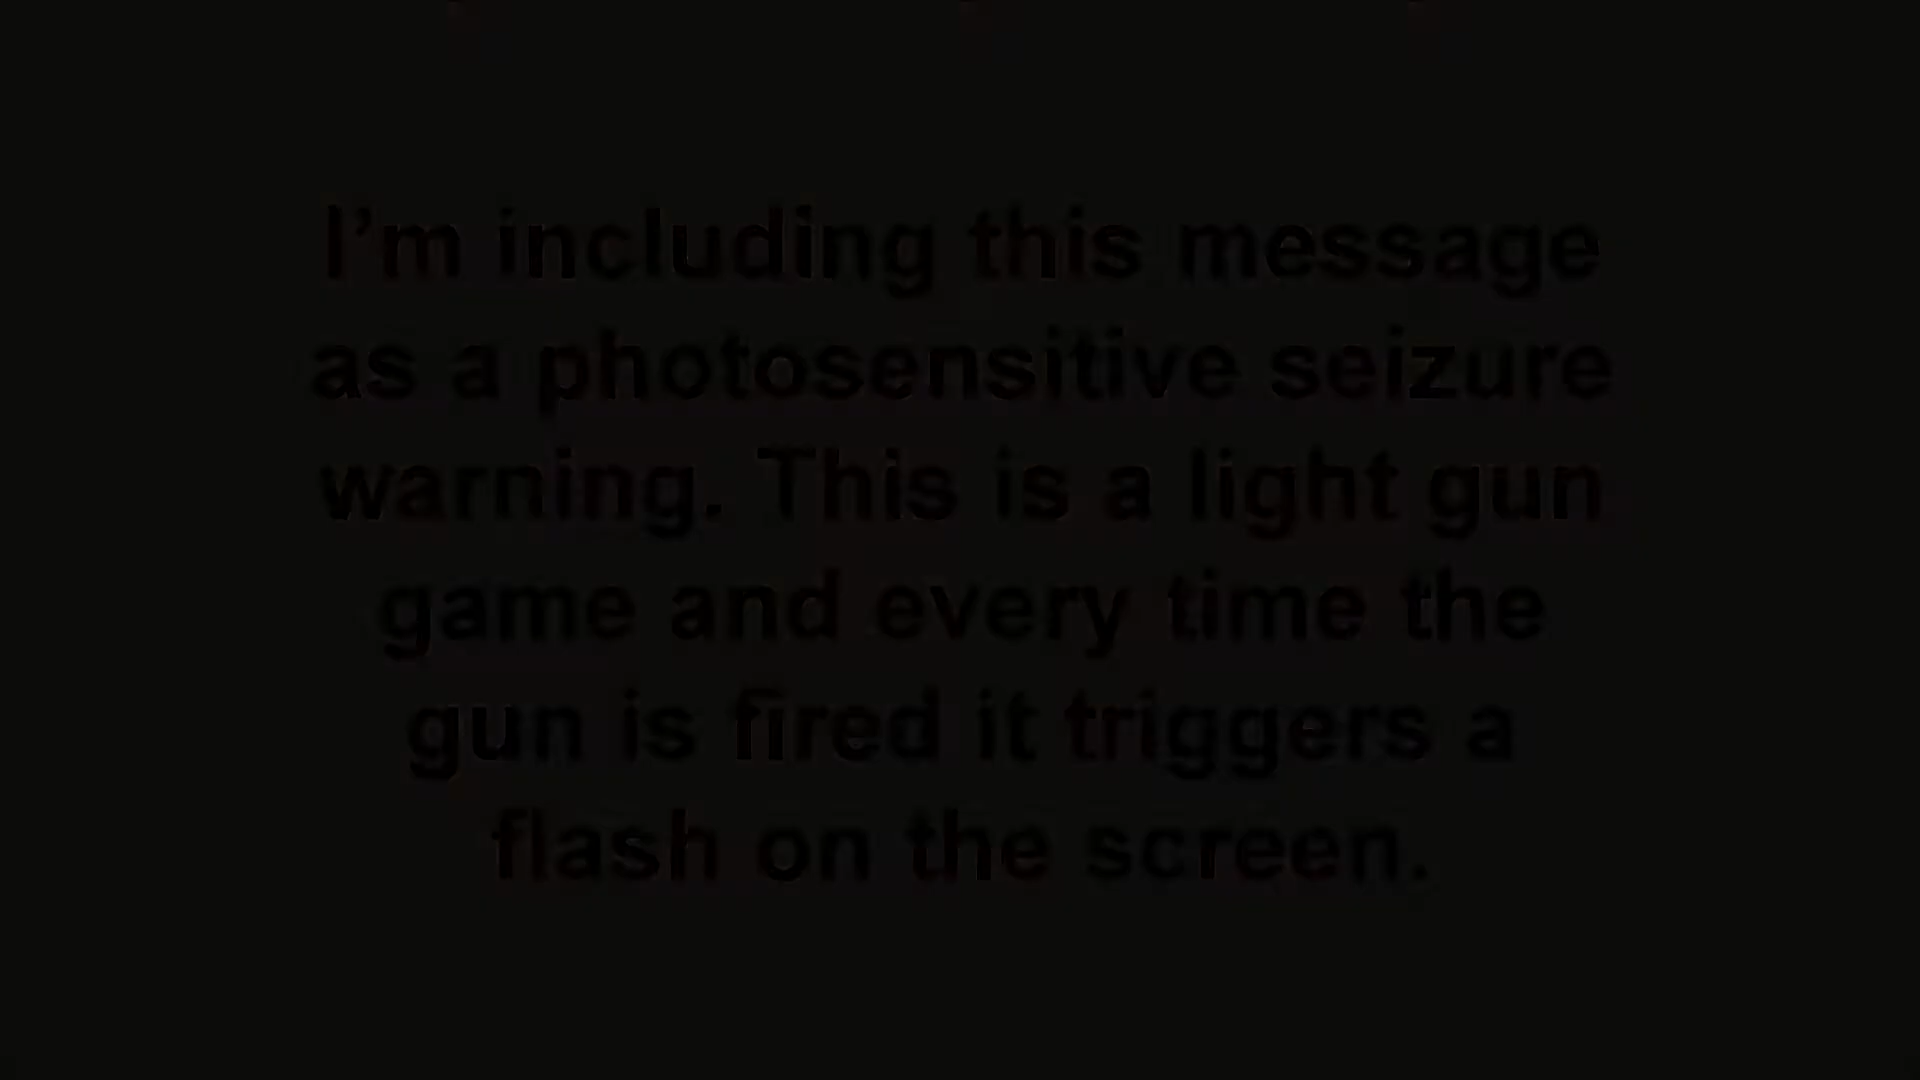 I’m including this message
as a photosensitive seizure
warning. This is a light gun
game and every time the
gun is fired it triggers a
flash on the screen.